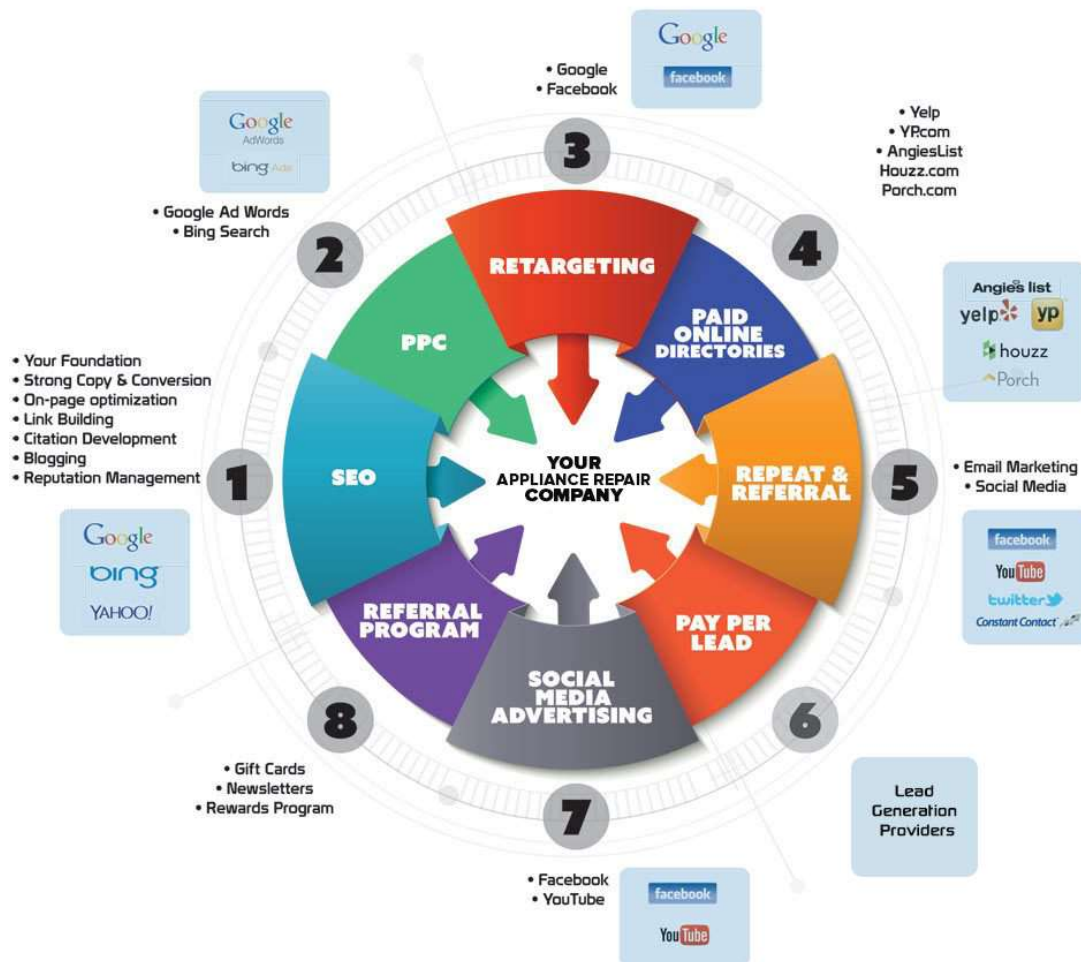 Google
facebook
• Google
• Facebook
3
Google
AdWords
bing Ads
• Google Ad Words
• Bing Search
2
• Yelp
• YP.com
• AngiesList
Houzz.com
Porch.com
4
Angie's list
yelp
yp
houzz
Porch
RETARGETING
PPC
PAID
ONLINE
DIRECTORIES
• Your Foundation
• Strong Copy & Conversion
• On-page optimization
• Link Building
• Citation Development
• Blogging
• Reputation Management
1
SEO
YOUR
APPLIANCE REPAIR
COMPANY
REPEAT &
REFERRAL
5
• Email Marketing
• Social Media
Google
bing
YAHOO!
facebook
YouTube
twitter
Constant Contact
REFERRAL
PROGRAM
PAY PER
LEAD
SOCIAL
MEDIA
ADVERTISING
8
6
• Gift Cards
• Newsletters
• Rewards Program
Lead
Generation
Providers
7
• Facebook
• YouTube
facebook
YouTube